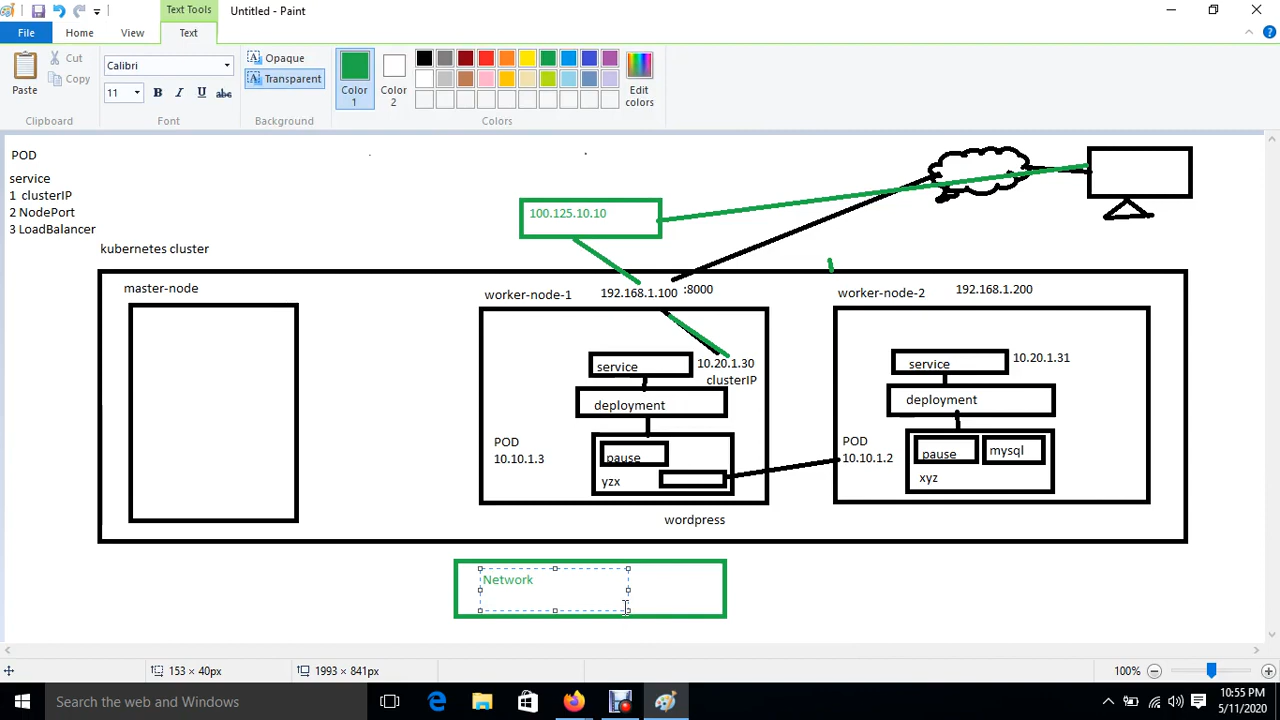 Text Tools
Untitled - Paint
File
Home
View
Text
Paste
Cut
Copy
Clipboard
Calibri
11
B I U abc
Font
Opaque
Transparent
Background
Color 1
Color 2
Edit colors
Colors
POD
service
1 clusterIP
2 NodePort
3 LoadBalancer
kubernetes cluster
100.125.10.10
master-node
worker-node-1
192.168.1.100 :8000
worker-node-2
192.168.1.200
service
10.20.1.30
clusterIP
deployment
POD
10.10.1.3
pause
yzx
wordpress
service
10.20.1.31
deployment
POD
10.10.1.2
pause
mysql
xyz
Network
153 × 40px
1993 × 841px
100%
Search the web and Windows
10:55 PM
5/11/2020